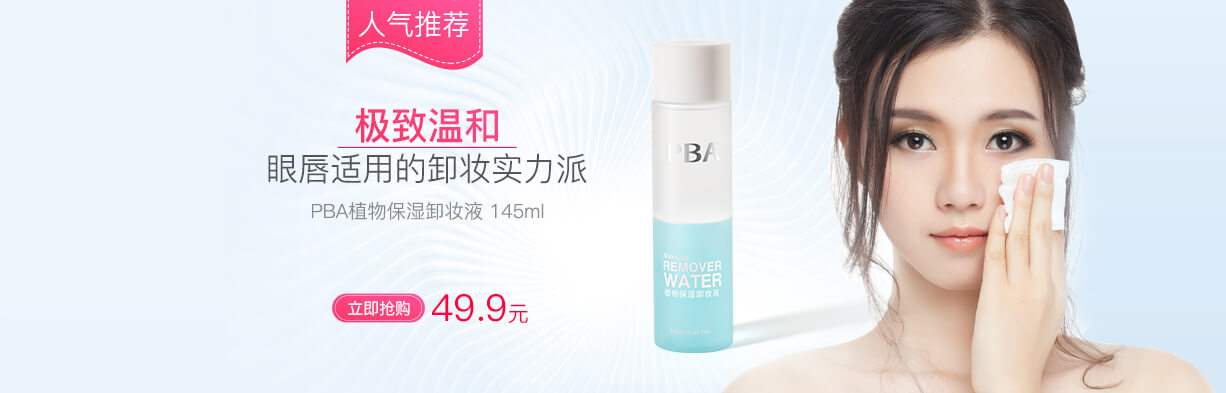 人气推荐
极致温和
眼唇适用的卸妆实力派
PBA植物保湿卸妆液 145ml
立即抢购 49.9元
PBA
Make-up
REMOVER
WATER
植物保湿卸妆液